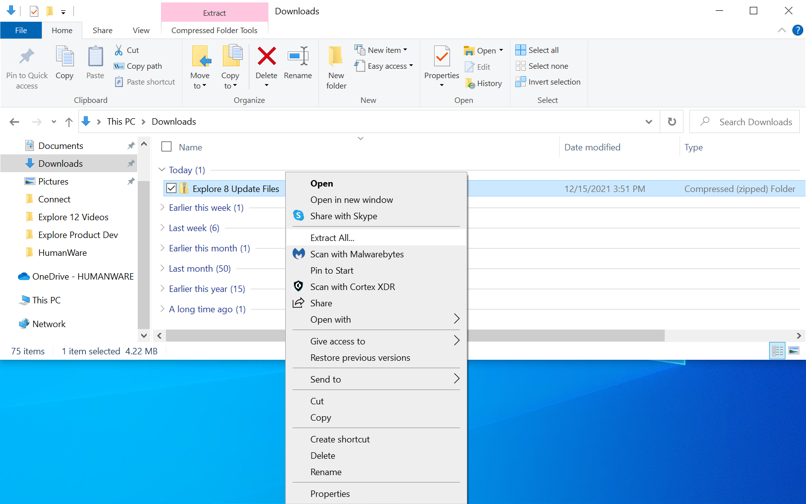 Extract
Downloads
File
Home
Share
View
Compressed Folder Tools
Pin to Quick
access
Copy
Paste
Cut
Copy path
Paste shortcut
Clipboard
Move
to
Copy
to
Delete
Rename
Organize
New
folder
New item
Easy access
New
Properties
Open
Edit
History
Open
Select all
Select none
Invert selection
Select
This PC > Downloads
Search Downloads
Documents
Downloads
Pictures
Connect
Explore 12 Videos
Explore Product Dev
HumanWare
OneDrive - HUMANWARE
This PC
Network
Name
Date modified
Type
Today (1)
Explore 8 Update Files
12/15/2021 3:51 PM
Compressed (zipped) Folder
Earlier this week (1)
Last week (6)
Earlier this month (1)
Last month (50)
Earlier this year (15)
A long time ago (1)
Open
Open in new window
Share with Skype
Extract All...
Scan with Malwarebytes
Pin to Start
Scan with Cortex XDR
Share
Open with
Give access to
Restore previous versions
Send to
Cut
Copy
Create shortcut
Delete
Rename
Properties
75 items
1 item selected 4.22 MB